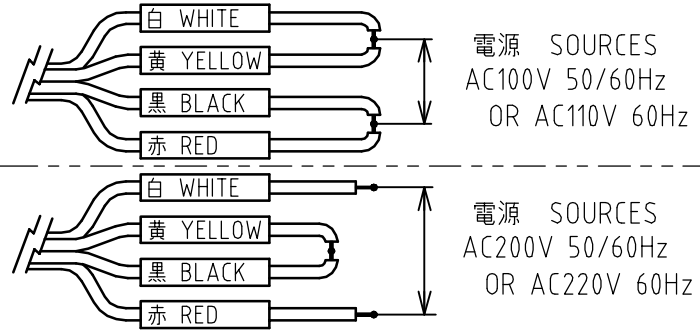 白 WHITE
黄 YELLOW
黒 BLACK
赤 RED
電源 SOURCES
AC100V 50/60Hz
OR AC110V 60Hz
白 WHITE
黄 YELLOW
黒 BLACK
赤 RED
電源 SOURCES
AC200V 50/60Hz
OR AC220V 60Hz